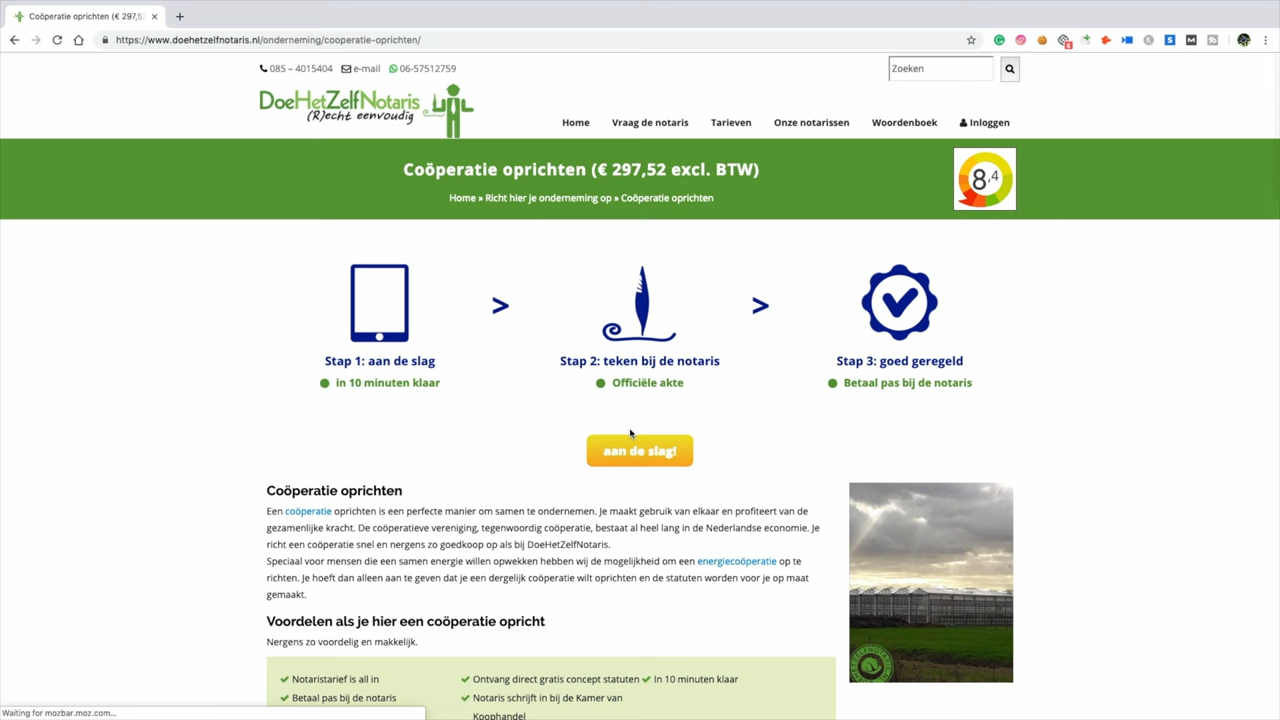 Coöperatie oprichten (€ 297,5
https://www.doehetzelfnotaris.nl/onderneming/cooperatie-oprichten/
085 – 4015404 e-mail 06-57512759
Zoeken
DoeHetZelfNotaris
(R)echt eenvoudig
Home Vraag de notaris Tarieven Onze notarissen Woordenboek Inloggen
Coöperatie oprichten (€ 297,52 excl. BTW)
8,4
Home » Richt hier je onderneming op » Coöperatie oprichten
> >
Stap 1: aan de slag Stap 2: teken bij de notaris Stap 3: goed geregeld
in 10 minuten klaar Officiële akte Betaal pas bij de notaris
aan de slag!
Coöperatie oprichten
Een coöperatie oprichten is een perfecte manier om samen te ondernemen. Je maakt gebruik van elkaar en profiteert van de
gezamenlijke kracht. De coöperatieve vereniging, tegenwoordig coöperatie, bestaat al heel lang in de Nederlandse economie. Je
richt een coöperatie snel en nergens zo goedkoop op als bij DoeHetZelfNotaris.
Speciaal voor mensen die een samen energie willen opwekken hebben wij de mogelijkheid om een energiecoöperatie op te
richten. Je hoeft dan alleen aan te geven dat je een dergelijk coöperatie wilt oprichten en de statuten worden voor je op maat
gemaakt.
Voordelen als je hier een coöperatie opricht
Nergens zo voordelig en makkelijk.
Notaristarief is all in Ontvang direct gratis concept statuten In 10 minuten klaar
Betaal pas bij de notaris Notaris schrijft in bij de Kamer van
Koophandel
Waiting for mozbar.moz.com...